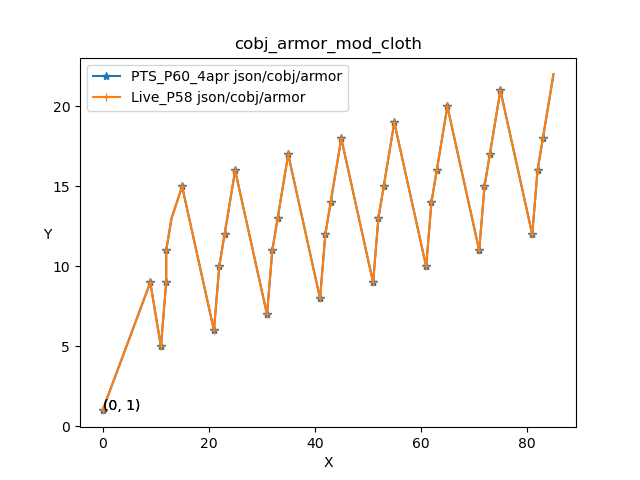 cobj_armor_mod_cloth
PTS_P60_4apr json/cobj/armor
Live_P58 json/cobj/armor
20
15
Y
10
5
(0, 1)
0
0 20 40 60 80
X